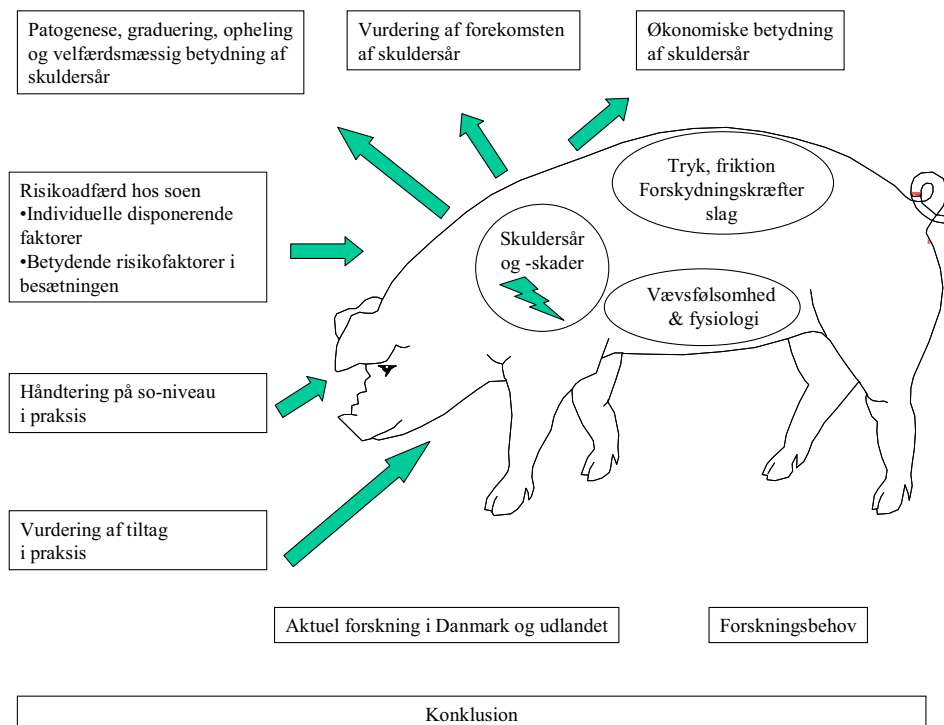 Patogenese, graduering, opheling
og velfærdsmæssig betydning af
skuldersår
Vurdering af forekomsten
af skuldersår
Økonomiske betydning
af skuldersår
Risikoadfærd hos soen
•Individuelle disponerende
faktorer
•Betydende risikofaktorer i
besætningen
Tryk, friktion
Forskydningskræfter
slag
Skuldersår
og -skader
Vævsfølsomhed
& fysiologi
Håndtering på so-niveau
i praksis
Vurdering af tiltag
i praksis
Aktuel forskning i Danmark og udlandet
Forskningsbehov
Konklusion